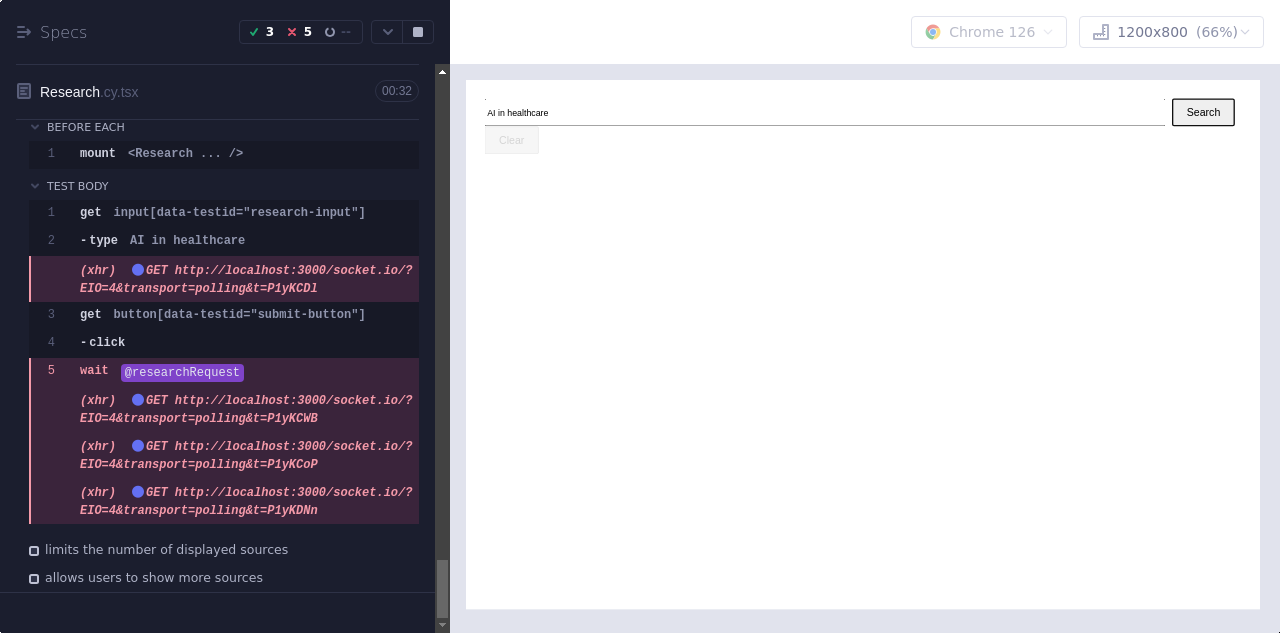 Specs
3 5 --
Chrome 126
1200x800 (66%)
Research.cy.tsx
00:32
BEFORE EACH
1 mount <Research ... />
TEST BODY
1 get input[data-testid="research-input"]
2 -type AI in healthcare
(xhr) GET http://localhost:3000/socket.io/?
EIO=4&transport=polling&t=P1yKCDl
3 get button[data-testid="submit-button"]
4 -click
5 wait @researchRequest
(xhr) GET http://localhost:3000/socket.io/?
EIO=4&transport=polling&t=P1yKCWB
(xhr) GET http://localhost:3000/socket.io/?
EIO=4&transport=polling&t=P1yKCoP
(xhr) GET http://localhost:3000/socket.io/?
EIO=4&transport=polling&t=P1yKDNn
limits the number of displayed sources
allows users to show more sources
AI in healthcare
Search
Clear